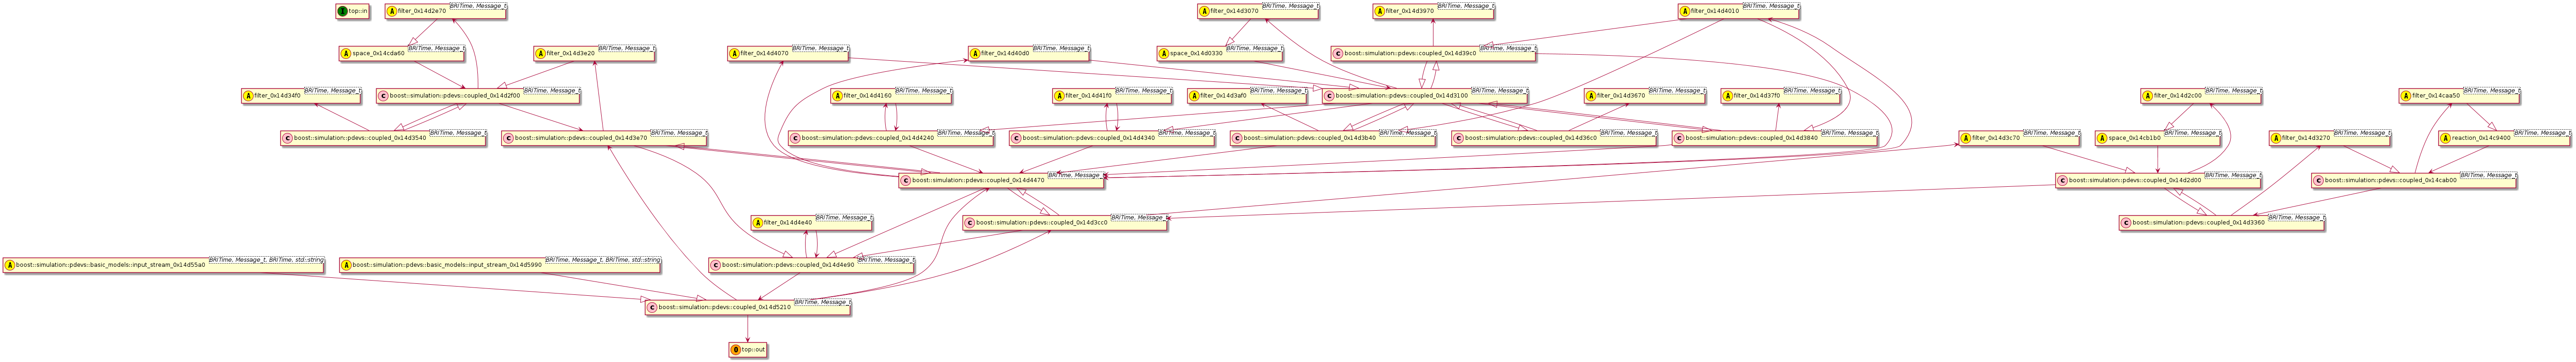 I top::in
A filter_0x14d2e70 BRiTime, Message_t
A filter_0x14d3070 BRiTime, Message_t
A filter_0x14d3970 BRiTime, Message_t
A filter_0x14d4010 BRiTime, Message_t
A space_0x14cda60 BRiTime, Message_t
A filter_0x14d3e20 BRiTime, Message_t
A filter_0x14d4070 BRiTime, Message_t
A filter_0x14d40d0 BRiTime, Message_t
A space_0x14d0330 BRiTime, Message_t
C boost::simulation::pdevs::coupled_0x14d39c0 BRiTime, Message_t
A filter_0x14d34f0 BRiTime, Message_t
C boost::simulation::pdevs::coupled_0x14d2f00 BRiTime, Message_t
A filter_0x14d4160 BRiTime, Message_t
A filter_0x14d41f0 BRiTime, Message_t
A filter_0x14d3af0 BRiTime, Message_t
C boost::simulation::pdevs::coupled_0x14d3100 BRiTime, Message_t
A filter_0x14d3670 BRiTime, Message_t
A filter_0x14d37f0 BRiTime, Message_t
A filter_0x14d2c00 BRiTime, Message_t
A filter_0x14caa50 BRiTime, Message_t
C boost::simulation::pdevs::coupled_0x14d3540 BRiTime, Message_t
C boost::simulation::pdevs::coupled_0x14d3e70 BRiTime, Message_t
C boost::simulation::pdevs::coupled_0x14d4240 BRiTime, Message_t
C boost::simulation::pdevs::coupled_0x14d4340 BRiTime, Message_t
C boost::simulation::pdevs::coupled_0x14d3b40 BRiTime, Message_t
C boost::simulation::pdevs::coupled_0x14d36c0 BRiTime, Message_t
C boost::simulation::pdevs::coupled_0x14d3840 BRiTime, Message_t
A filter_0x14d3c70 BRiTime, Message_t
A space_0x14cb1b0 BRiTime, Message_t
A filter_0x14d3270 BRiTime, Message_t
A reaction_0x14c9400 BRiTime, Message_t
C boost::simulation::pdevs::coupled_0x14d4470 BRiTime, Message_t
C boost::simulation::pdevs::coupled_0x14d2d00 BRiTime, Message_t
C boost::simulation::pdevs::coupled_0x14cab00 BRiTime, Message_t
A filter_0x14d4e40 BRiTime, Message_t
C boost::simulation::pdevs::coupled_0x14d3cc0 BRiTime, Message_t
C boost::simulation::pdevs::coupled_0x14d3360 BRiTime, Message_t
A boost::simulation::pdevs::basic_models::input_stream_0x14d55a0 BRiTime, Message_t, BRiTime, std::string
A boost::simulation::pdevs::basic_models::input_stream_0x14d5990 BRiTime, Message_t, BRiTime, std::string
C boost::simulation::pdevs::coupled_0x14d4e90 BRiTime, Message_t
C boost::simulation::pdevs::coupled_0x14d5210 BRiTime, Message_t
O top::out